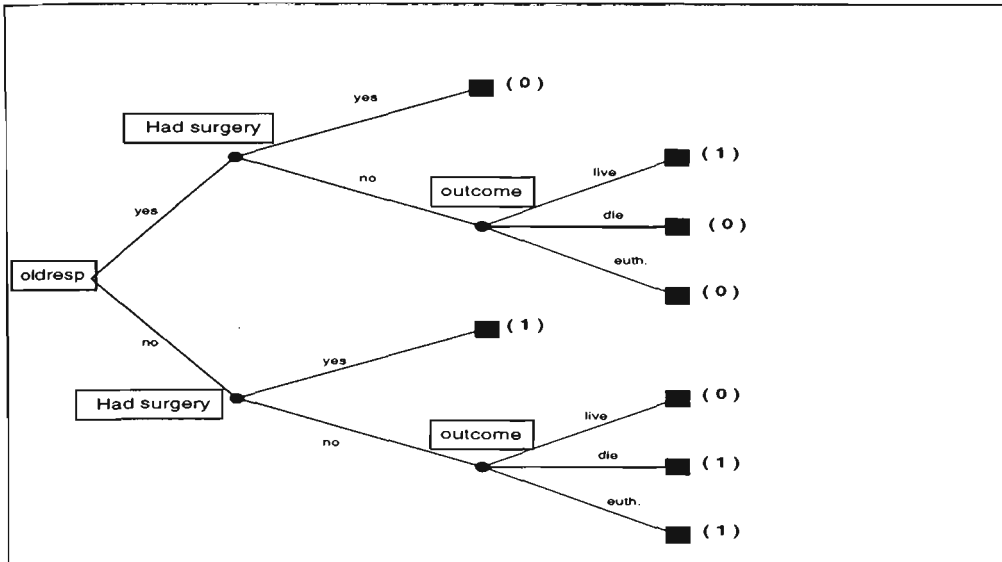 ( 0 )
yes
Had surgery
( 1 )
live
no
outcome
yes
die
( 0 )
euth.
oldresp
( 0 )
( 1 )
no
yes
( 0 )
Had surgery
live
outcome
no
die
( 1 )
euth.
( 1 )